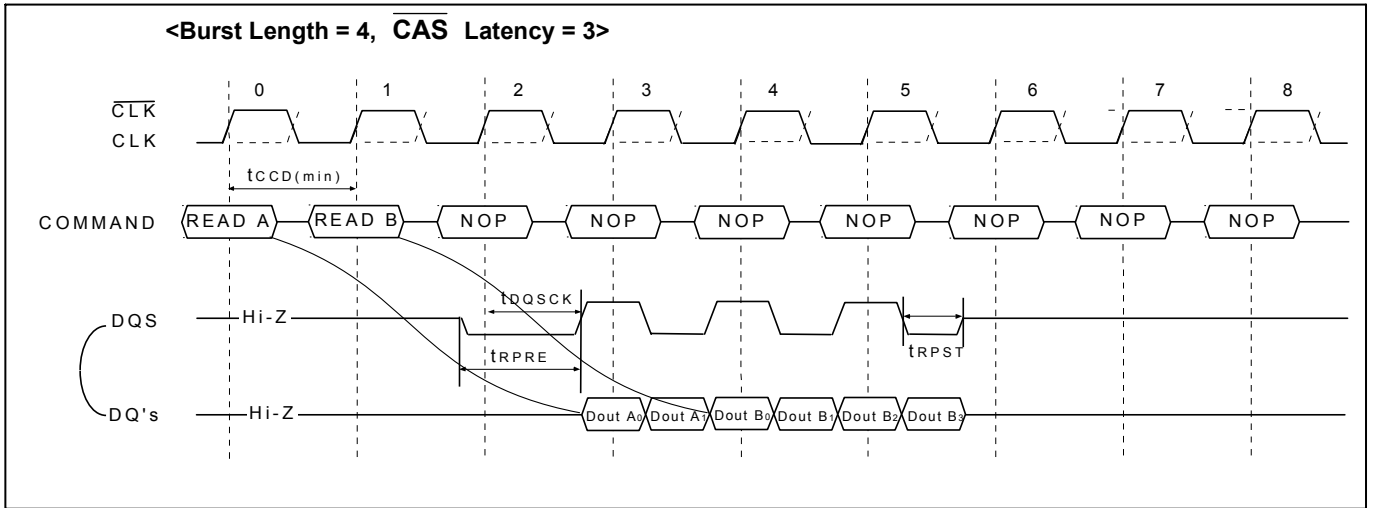 <Burst Length = 4, CAS Latency = 3>
0 1 2 3 4 5 6 7 8
CLK
CLK
tCCD(min)
COMMAND READ A READ B NOP NOP NOP NOP NOP NOP NOP
tDQSCK
DQS Hi-Z
tRPRE tRPST
DQ's Hi-Z Dout A0 Dout A1 Dout B0 Dout B1 Dout B2 Dout B3